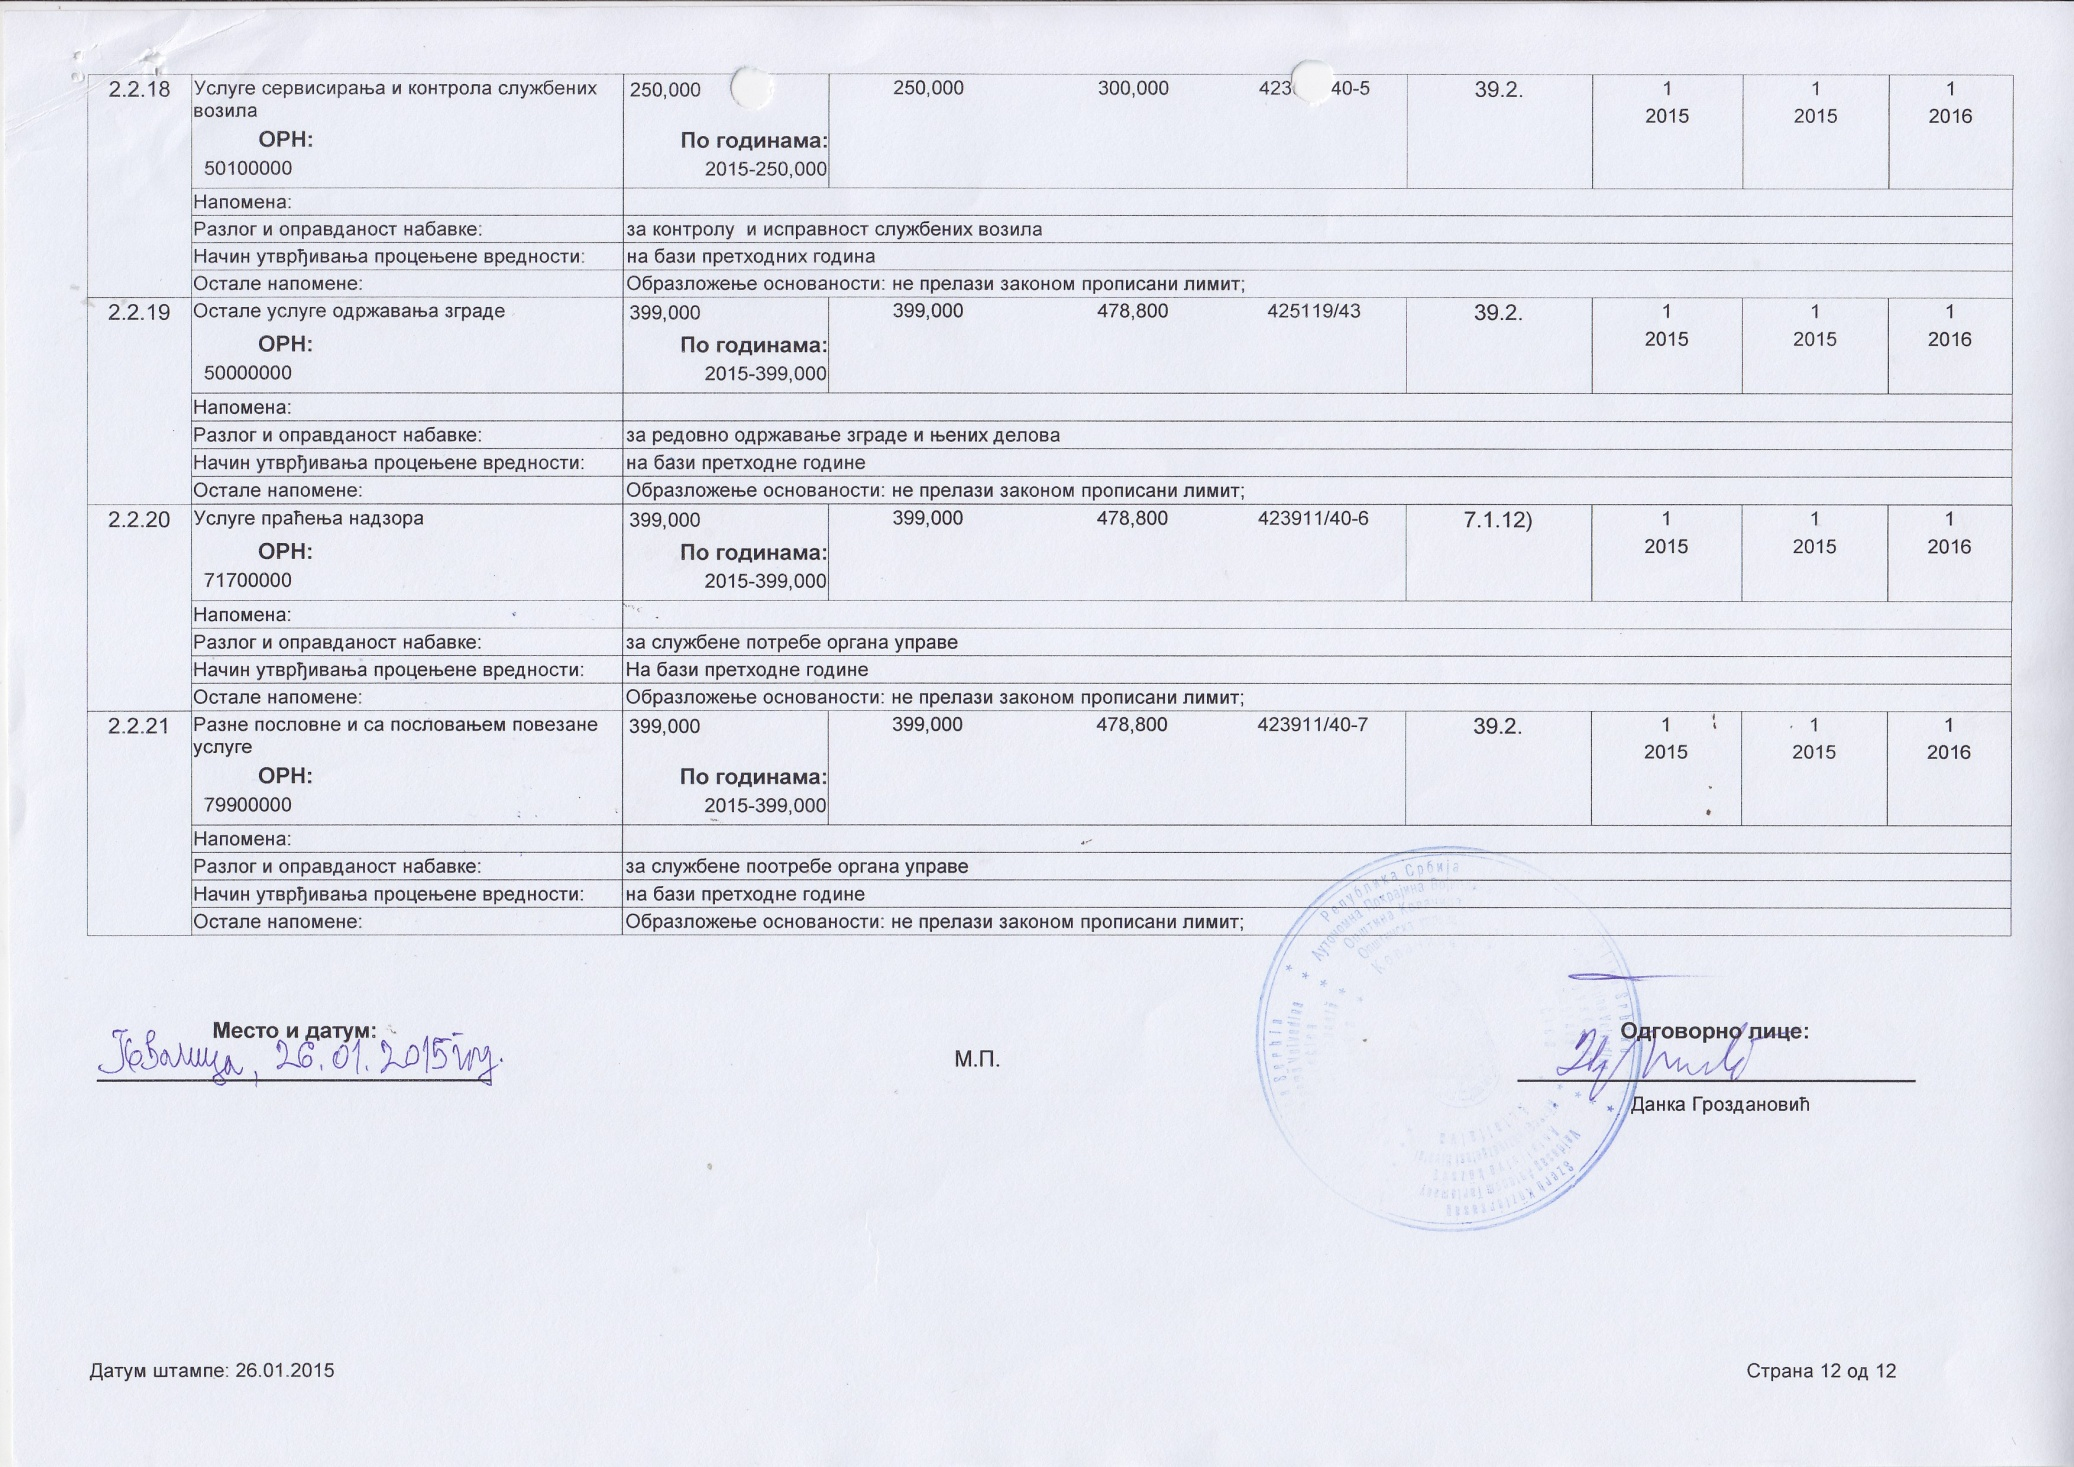 2.2.18 Услуге сервисирања и контрола службених 250,000 250,000 300,000 423 40-5 39.2. 1 1 1
возила 2015 2015 2016
ОРН: По годинама:
50100000 2015-250,000
Напомена:
Разлог и оправданост набавке: за контролу и исправност службених возила
Начин утврђивања процењене вредности: на бази претходних година
Остале напомене: Образложење основаности: не прелази законом прописани лимит;
2.2.19 Остале услуге одржавања зграде 399,000 399,000 478,800 425119/43 39.2. 1 1 1
2015 2015 2016
ОРН: По годинама:
50000000 2015-399,000
Напомена:
Разлог и оправданост набавке: за редовно одржавање зграде и њених делова
Начин утврђивања процењене вредности: на бази претходне године
Остале напомене: Образложење основаности: не прелази законом прописани лимит;
2.2.20 Услуге праћења надзора 399,000 399,000 478,800 423911/40-6 7.1.12) 1 1 1
2015 2015 2016
ОРН: По годинама:
71700000 2015-399,000
Напомена:
Разлог и оправданост набавке: за службене потребе органа управе
Начин утврђивања процењене вредности: На бази претходне године
Остале напомене: Образложење основаности: не прелази законом прописани лимит;
2.2.21 Разне пословне и са пословањем повезане 399,000 399,000 478,800 423911/40-7 39.2. 1 1 1
услуге 2015 2015 2016
ОРН: По годинама:
79900000 2015-399,000
Напомена:
Разлог и оправданост набавке: за службене поотребе органа управе
Начин утврђивања процењене вредности: на бази претходне године
Остале напомене: Образложење основаности: не прелази законом прописани лимит;
Република Србија
Аутономна Покрајина
Општина
Место и датум: Одговорно лице:
Ковачица, 26.01.2015 год. М.П.
Данка Гроздановић
Датум штампе: 26.01.2015 Страна 12 од 12